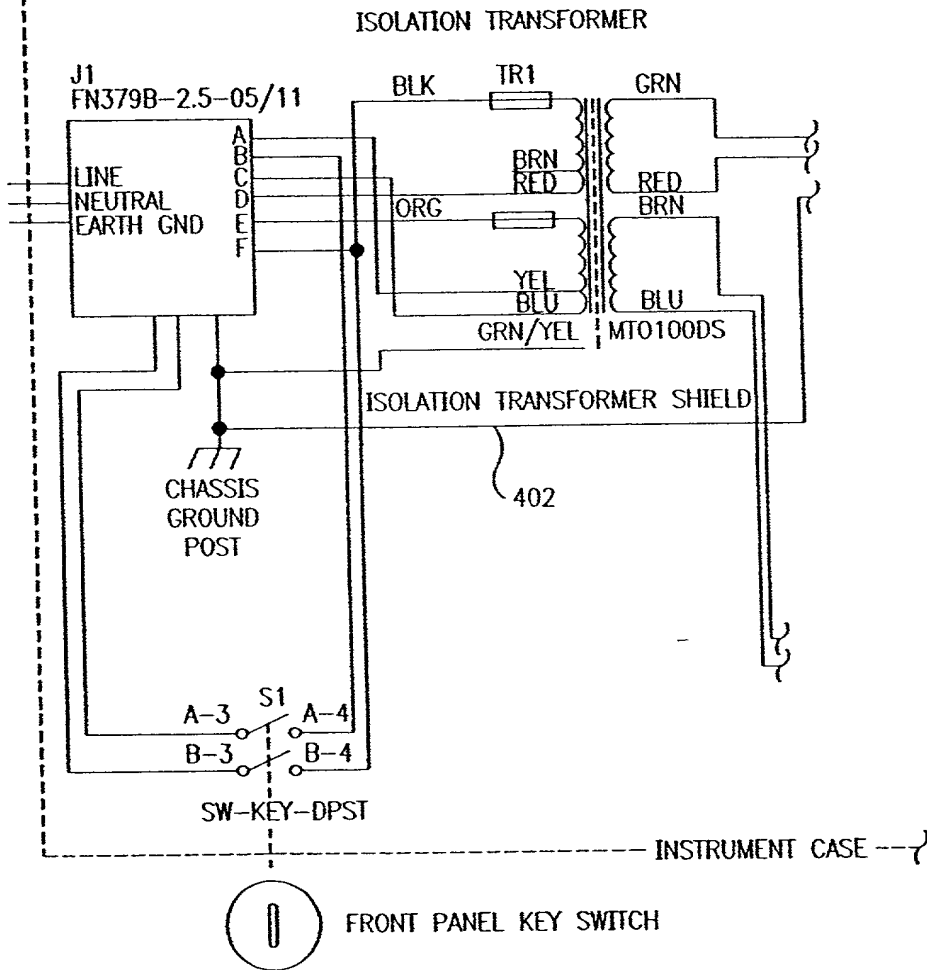 ISOLATION TRANSFORMER
J1
FN379B-2.5-05/11
BLK
TR1
GRN
A
B
C
D
E
F
LINE
NEUTRAL
EARTH GND
BRN
RED
RED
ORG
BRN
YEL
BLU
BLU
GRN/YEL
MTO100DS
ISOLATION TRANSFORMER SHIELD
402
CHASSIS
GROUND
POST
S1
A-3
A-4
B-3
B-4
SW-KEY-DPST
INSTRUMENT CASE
FRONT PANEL KEY SWITCH